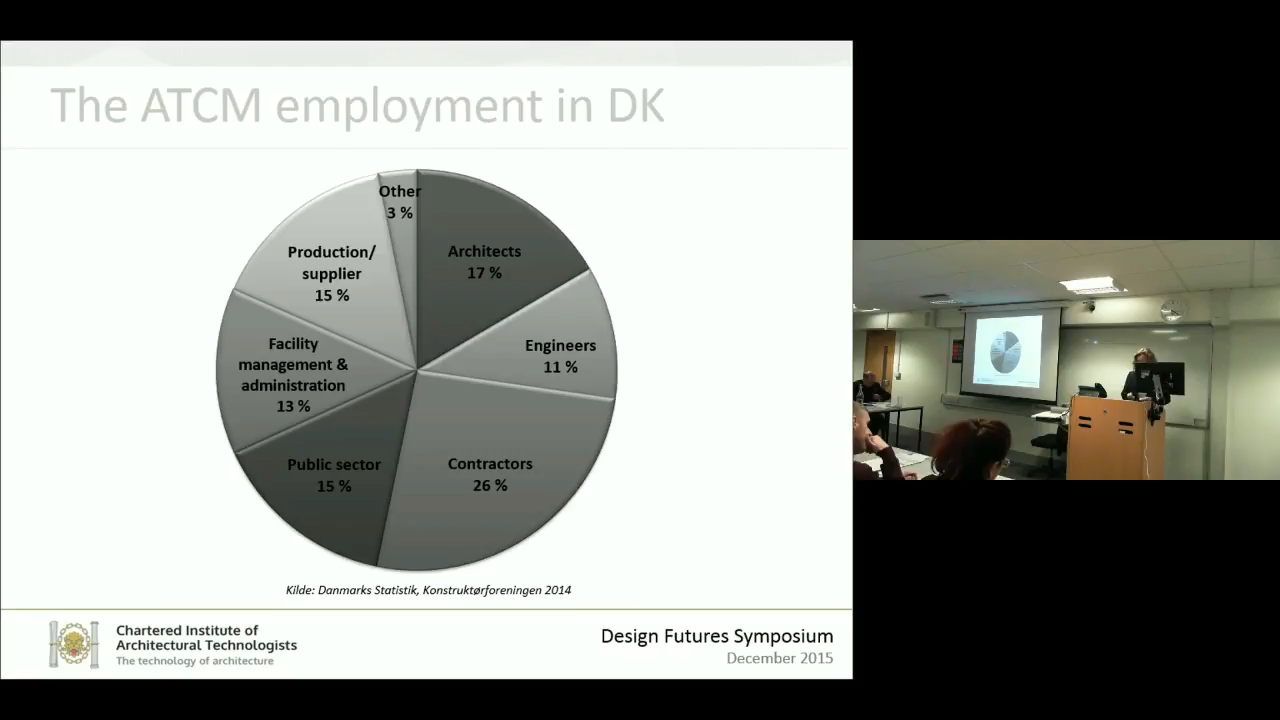 The ATCM employment in DK
Other
3 %
Architects
17 %
Production/
supplier
15 %
Engineers
11 %
Facility
management &
administration
13 %
Public sector
15 %
Contractors
26 %
Kilde: Danmarks Statistik, Konstruktørforeningen 2014
Chartered Institute of
Architectural Technologists
The technology of architecture
Design Futures Symposium
December 2015